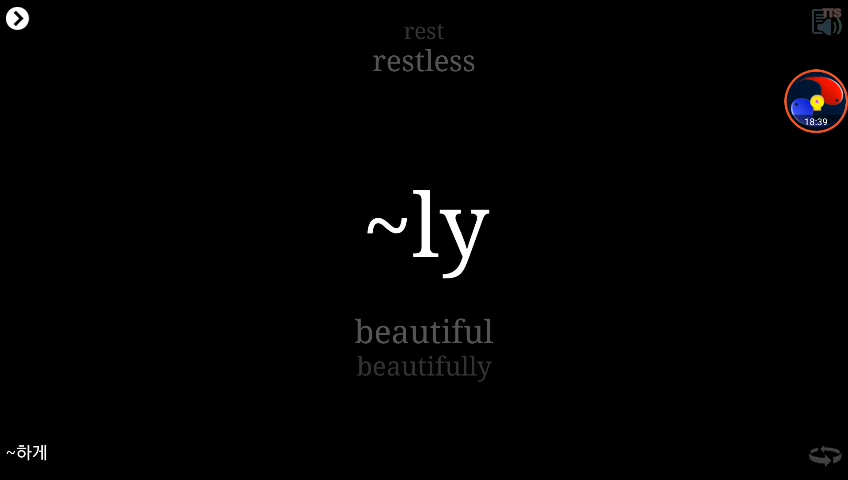 rest
restless
TTS
18:39
~ly
beautiful
beautifully
~하게